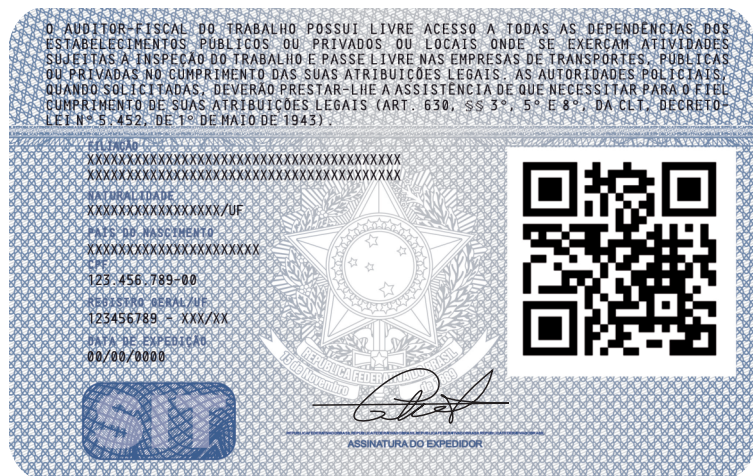 O AUDITOR-FISCAL DO TRABALHO POSSUI LIVRE ACESSO A TODAS AS DEPENDÊNCIAS DOS
ESTABELECIMENTOS PÚBLICOS OU PRIVADOS OU LOCAIS ONDE SE EXERÇAM ATIVIDADES
SUJEITAS À INSPEÇÃO DO TRABALHO E PASSE LIVRE NAS EMPRESAS DE TRANSPORTES, PÚBLICAS
OU PRIVADAS NO CUMPRIMENTO DAS SUAS ATRIBUIÇÕES LEGAIS. AS AUTORIDADES POLICIAIS,
QUANDO SOLICITADAS, DEVERÃO PRESTAR-LHE A ASSISTÊNCIA DE QUE NECESSITAR PARA O FIEL
CUMPRIMENTO DE SUAS ATRIBUIÇÕES LEGAIS (ART. 630, §§ 3º, 5º E 8º, DA CLT, DECRETO-
LEI Nº 5.452, DE 1º DE MAIO DE 1943).
FILIAÇÃO
XXXXXXXXXXXXXXXXXXXXXXXXXXXXXXXXXXXXXXXX
XXXXXXXXXXXXXXXXXXXXXXXXXXXXXXXXXXXXXXXX
NATURALIDADE
XXXXXXXXXXXXXXXXX/UF
PAÍS DO NASCIMENTO
XXXXXXXXXXXXXXXXXXXXXX
CPF
123.456.789-00
REGISTRO GERAL/UF
123456789 - XXX/XX
DATA DE EXPEDIÇÃO
00/00/0000
SIT
ASSINATURA DO EXPEDIDOR